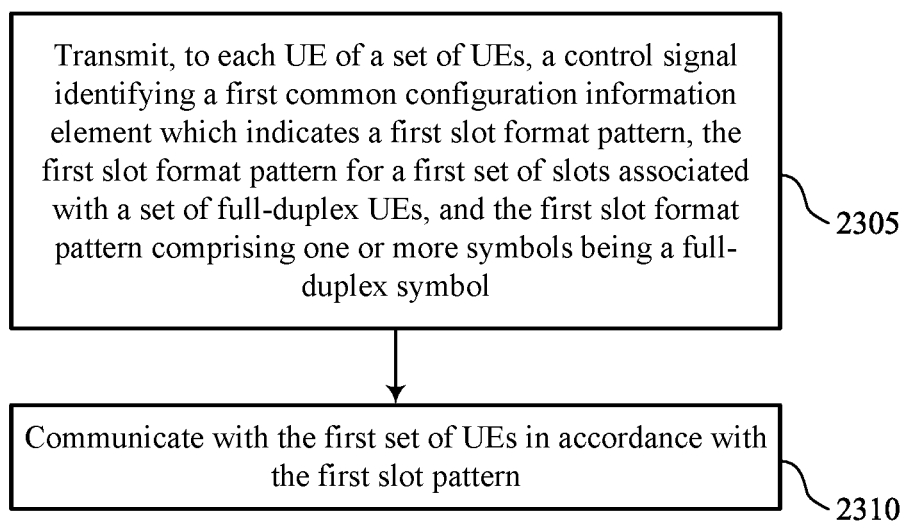 Transmit, to each UE of a set of UEs, a control signal
identifying a first common configuration information
element which indicates a first slot format pattern, the
first slot format pattern for a first set of slots associated
with a set of full-duplex UEs, and the first slot format
pattern comprising one or more symbols being a full-
duplex symbol
2305
Communicate with the first set of UEs in accordance with
the first slot pattern
2310